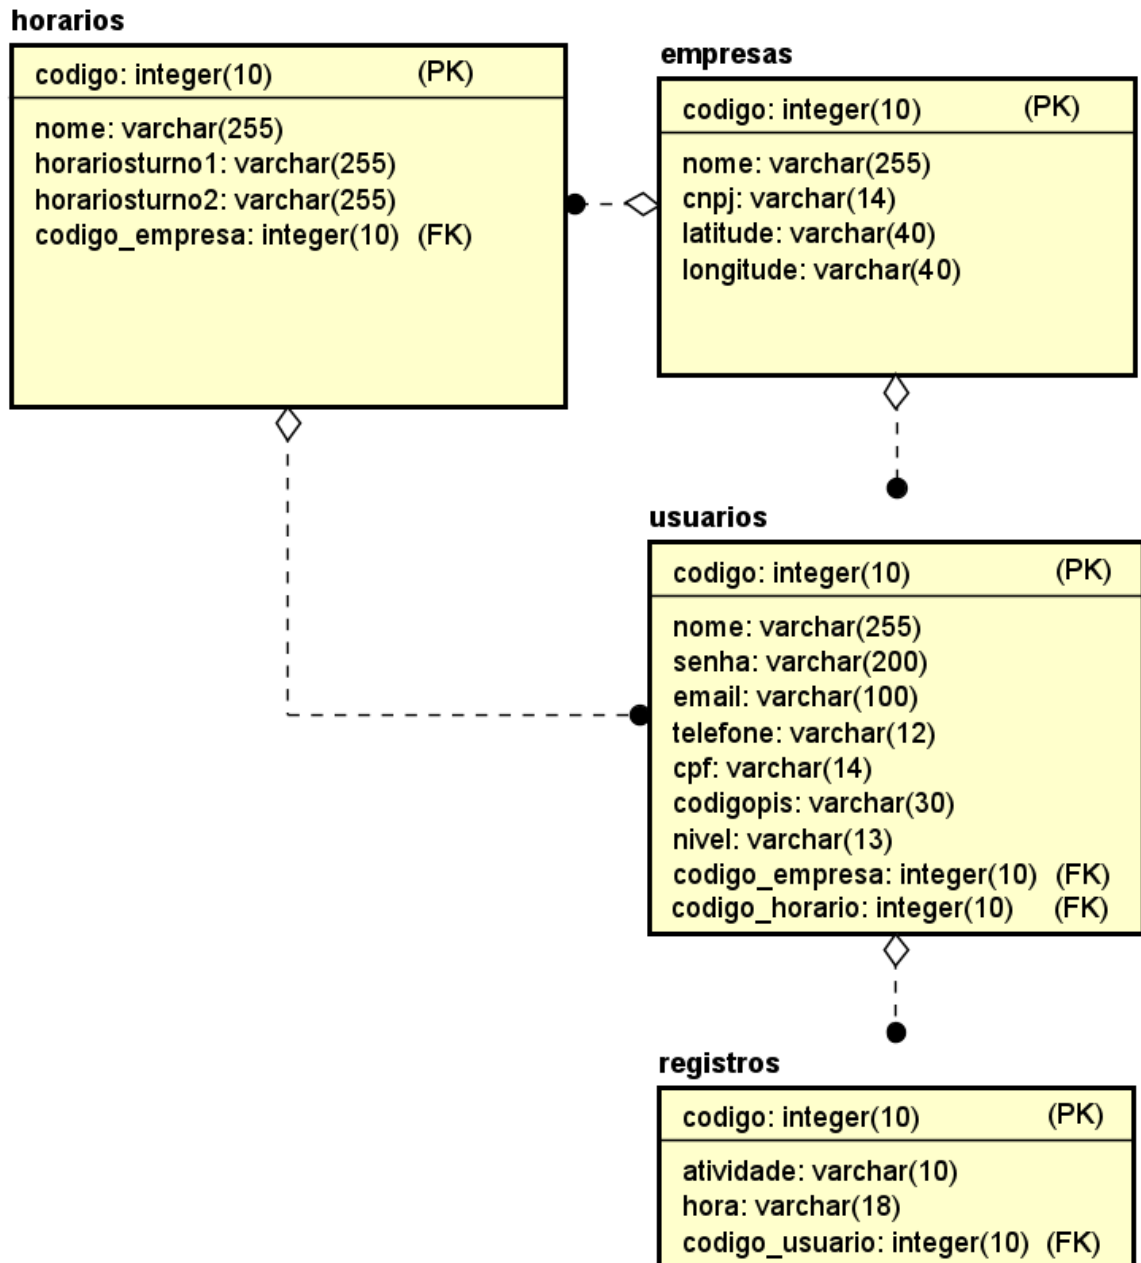 horarios
codigo: integer(10) (PK)
nome: varchar(255)
horariosturno1: varchar(255)
horariosturno2: varchar(255)
codigo_empresa: integer(10) (FK)
empresas
codigo: integer(10) (PK)
nome: varchar(255)
cnpj: varchar(14)
latitude: varchar(40)
longitude: varchar(40)
usuarios
codigo: integer(10) (PK)
nome: varchar(255)
senha: varchar(200)
email: varchar(100)
telefone: varchar(12)
cpf: varchar(14)
codigopis: varchar(30)
nivel: varchar(13)
codigo_empresa: integer(10) (FK)
codigo_horario: integer(10) (FK)
registros
codigo: integer(10) (PK)
atividade: varchar(10)
hora: varchar(18)
codigo_usuario: integer(10) (FK)